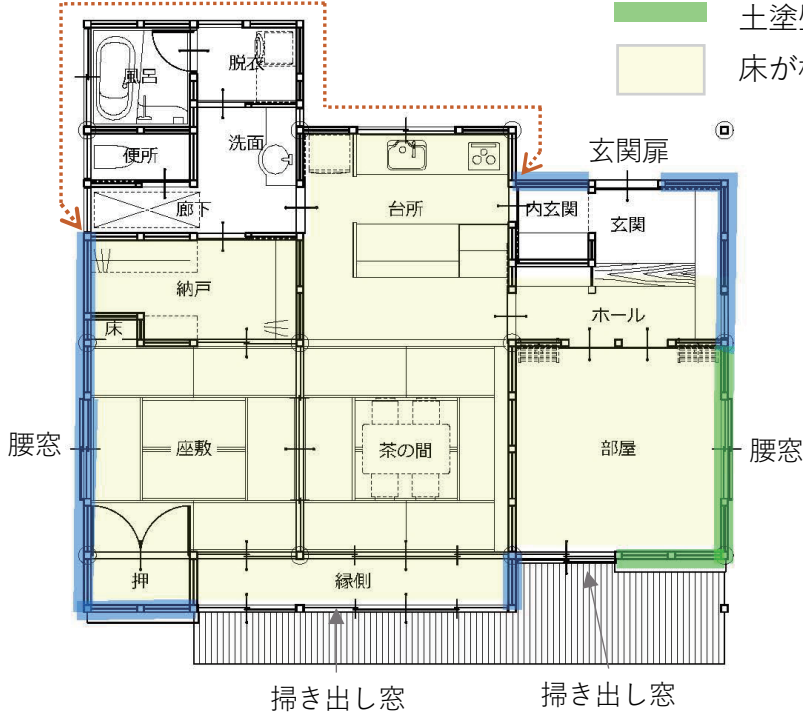 土塗
床が
風呂
脱衣
洗面
便所
廊下
台所
玄関扉
内玄関
玄関
納戸
床
ホール
腰窓
座敷
茶の間
部屋
腰窓
押
縁側
掃き出し窓
掃き出し窓